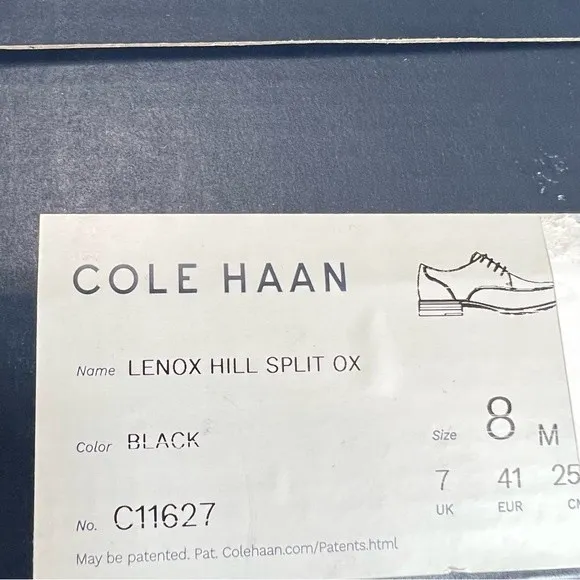 COLE HAAN
Name LENOX HILL SPLIT OX
Color BLACK
Size 8 M
7 41 25
UK EUR
No. C11627
May be patented. Pat. Colehaan.com/Patents.html